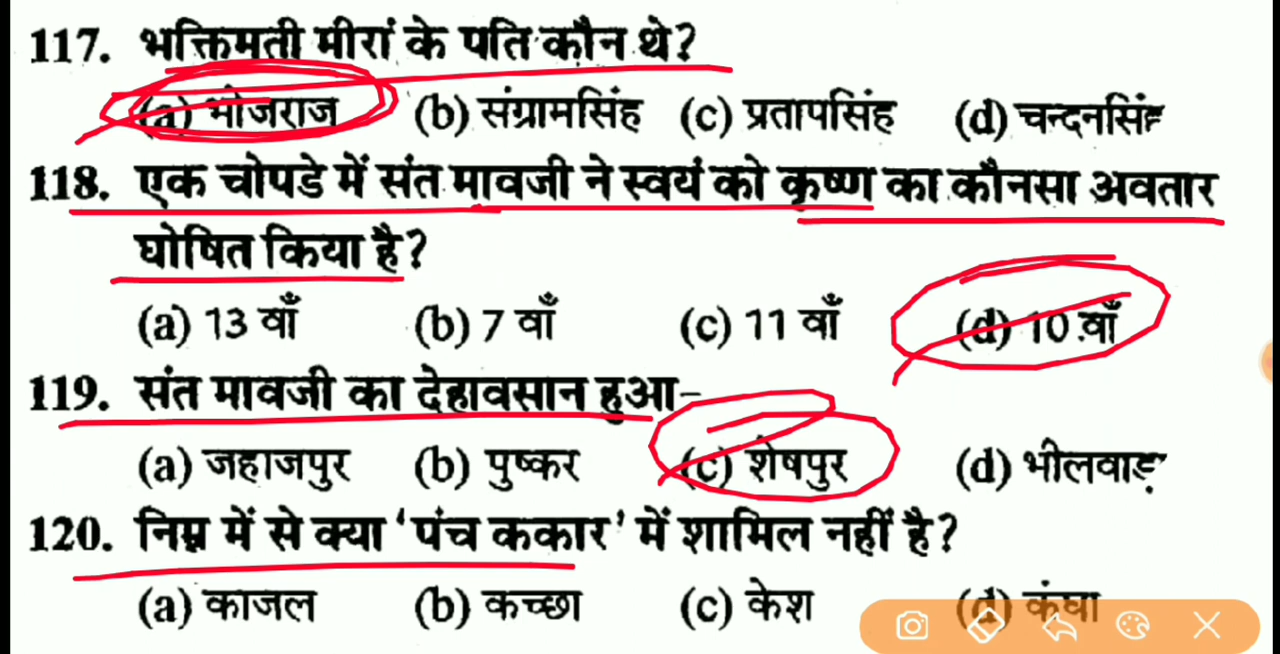 117. भक्तिमती मीरां के पति कौन थे?
(a) भोजराज (b) संग्रामसिंह (c) प्रतापसिंह (d) चन्दनसिंह
118. एक चोपडे में संत मावजी ने स्वयं को कृष्ण का कौनसा अवतार
घोषित किया है?
(a) 13 वाँ (b) 7 वाँ (c) 11 वाँ (d) 10 वाँ
119. संत मावजी का देहावसान हुआ–
(a) जहाजपुर (b) पुष्कर (c) शेषपुर (d) भीलवाड़
120. निम्न में से क्या ‘पंच ककार’ में शामिल नहीं है?
(a) काजल (b) कच्छा (c) केश (d) कंघा